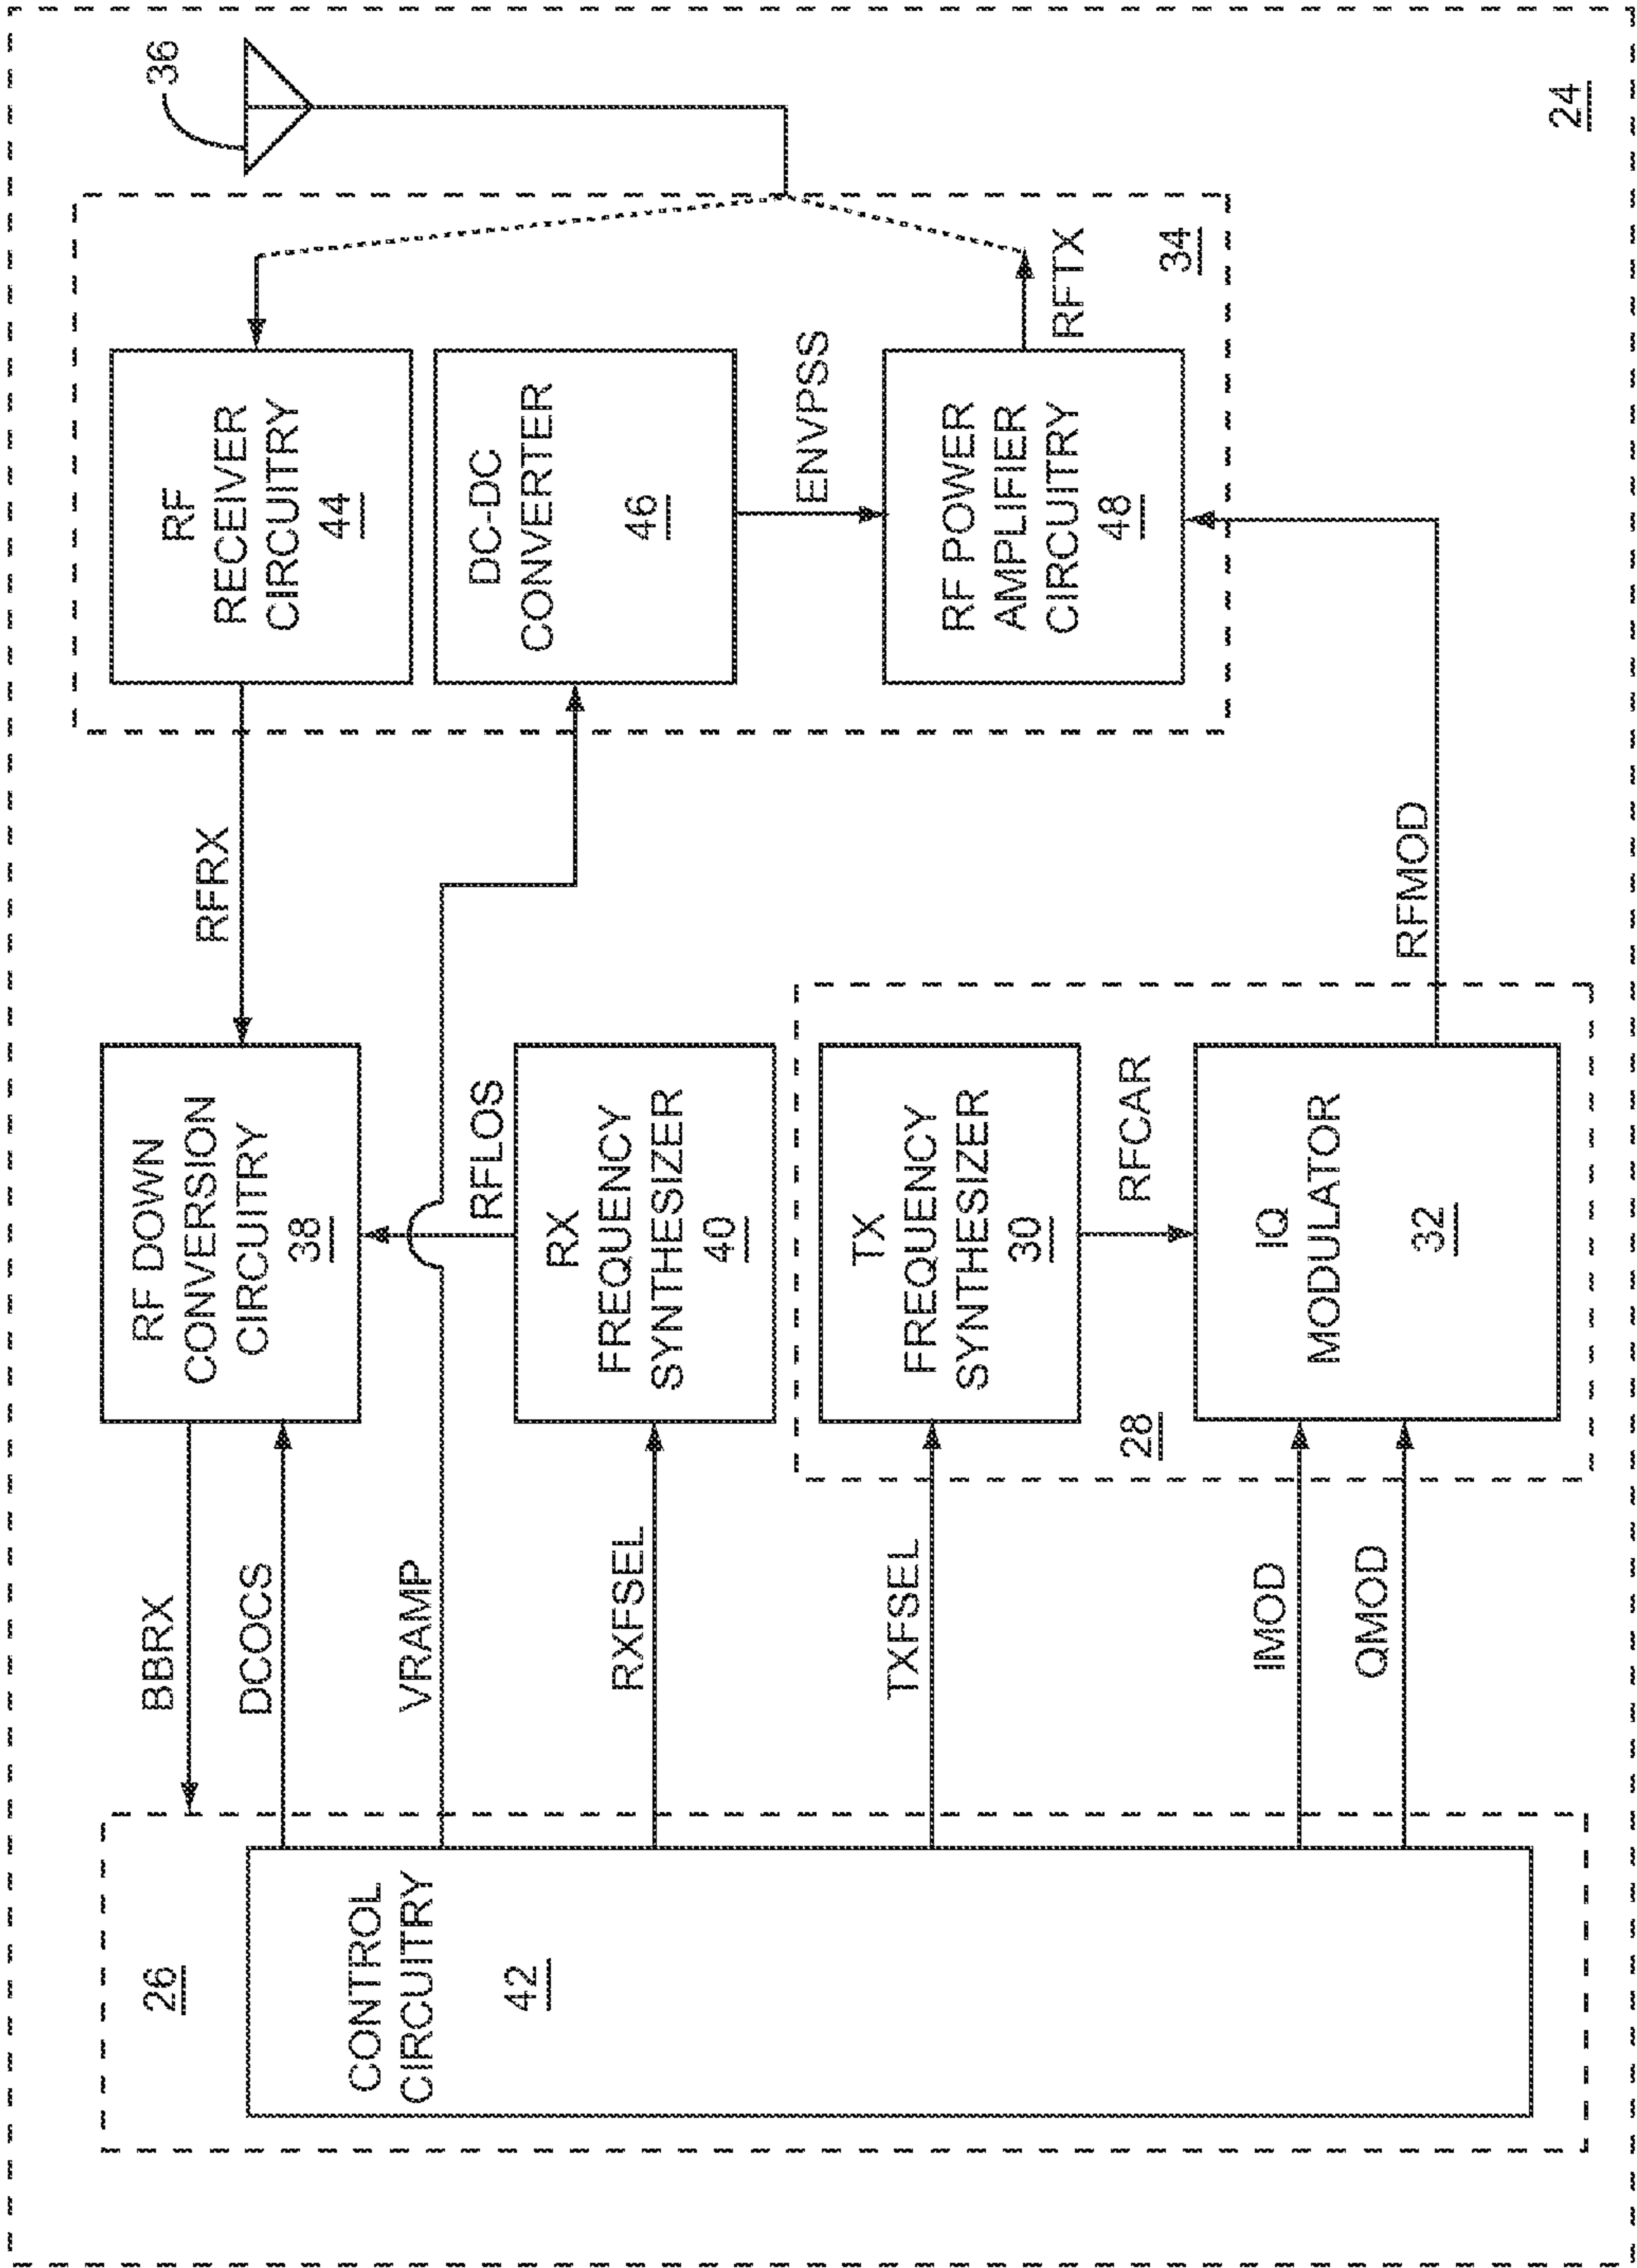 26
CONTROL
CIRCUITRY
42
BBRX
DCOCS
VRAMP
RXFSEL
TXFSEL
IMOD
QMOD
RF DOWN
CONVERSION
CIRCUITRY
38
RFLOS
RX
FREQUENCY
SYNTHESIZER
40
TX
FREQUENCY
SYNTHESIZER
30
28
RFCAR
IQ
MODULATOR
32
RFRX
RFMOD
RF
RECEIVER
CIRCUITRY
44
DC-DC
CONVERTER
46
ENVPSS
RF POWER
AMPLIFIER
CIRCUITRY
48
RFTX
34
36
24